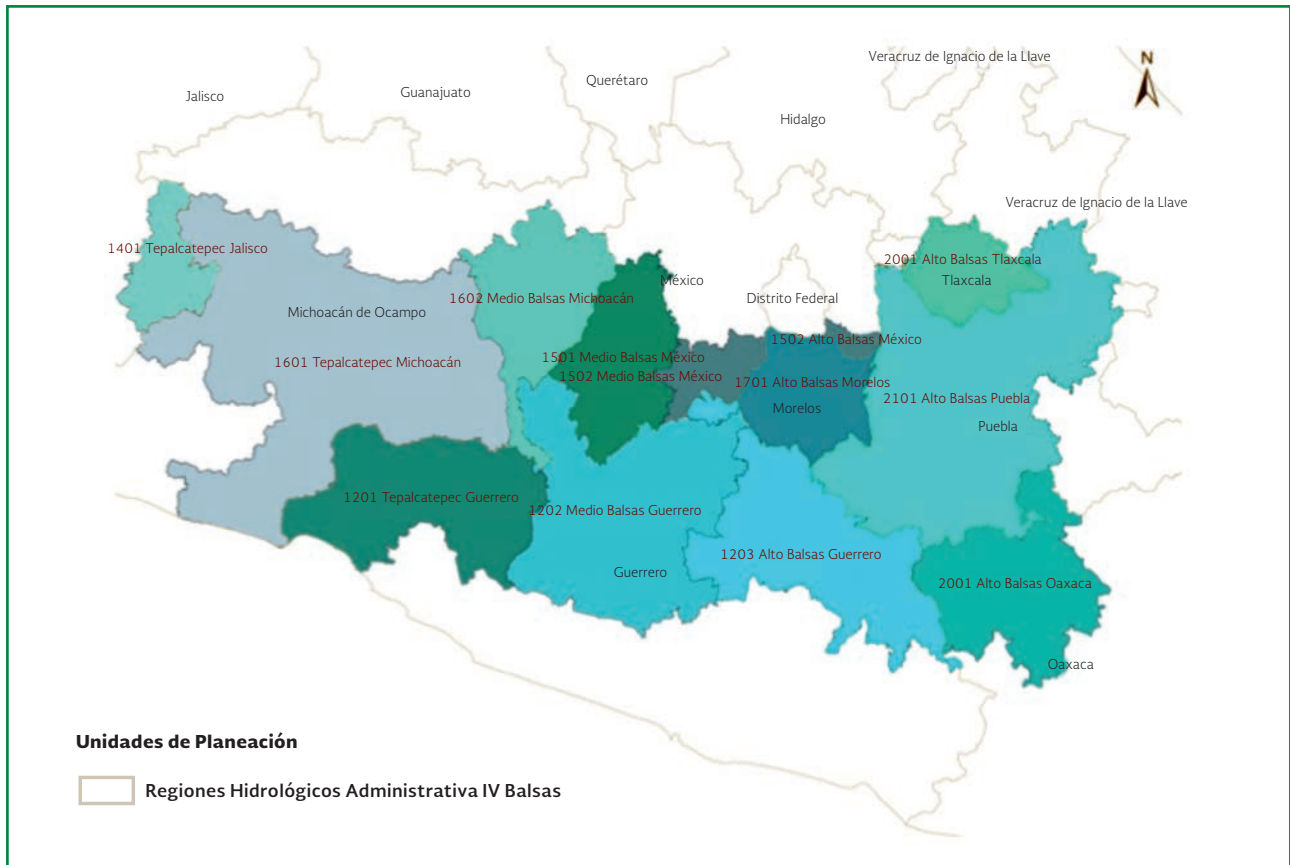 Veracruz de Ignacio de la Llave
N
Querétaro
Guanajuato
Jalisco
Hidalgo
Veracruz de Ignacio de la Llave
1401 Tepalcatepec Jalisco
2001 Alto Balsas Tlaxcala
Tlaxcala
México
1602 Medio Balsas Michoacán
Distrito Federal
Michoacán de Ocampo
1502 Alto Balsas México
1501 Medio Balsas México
1601 Tepalcatepec Michoacán
1502 Medio Balsas México
1701 Alto Balsas Morelos
2101 Alto Balsas Puebla
Morelos
Puebla
1201 Tepalcatepec Guerrero
1202 Medio Balsas Guerrero
1203 Alto Balsas Guerrero
Guerrero
2001 Alto Balsas Oaxaca
Oaxaca
Unidades de Planeación
Regiones Hidrológicos Administrativa IV Balsas